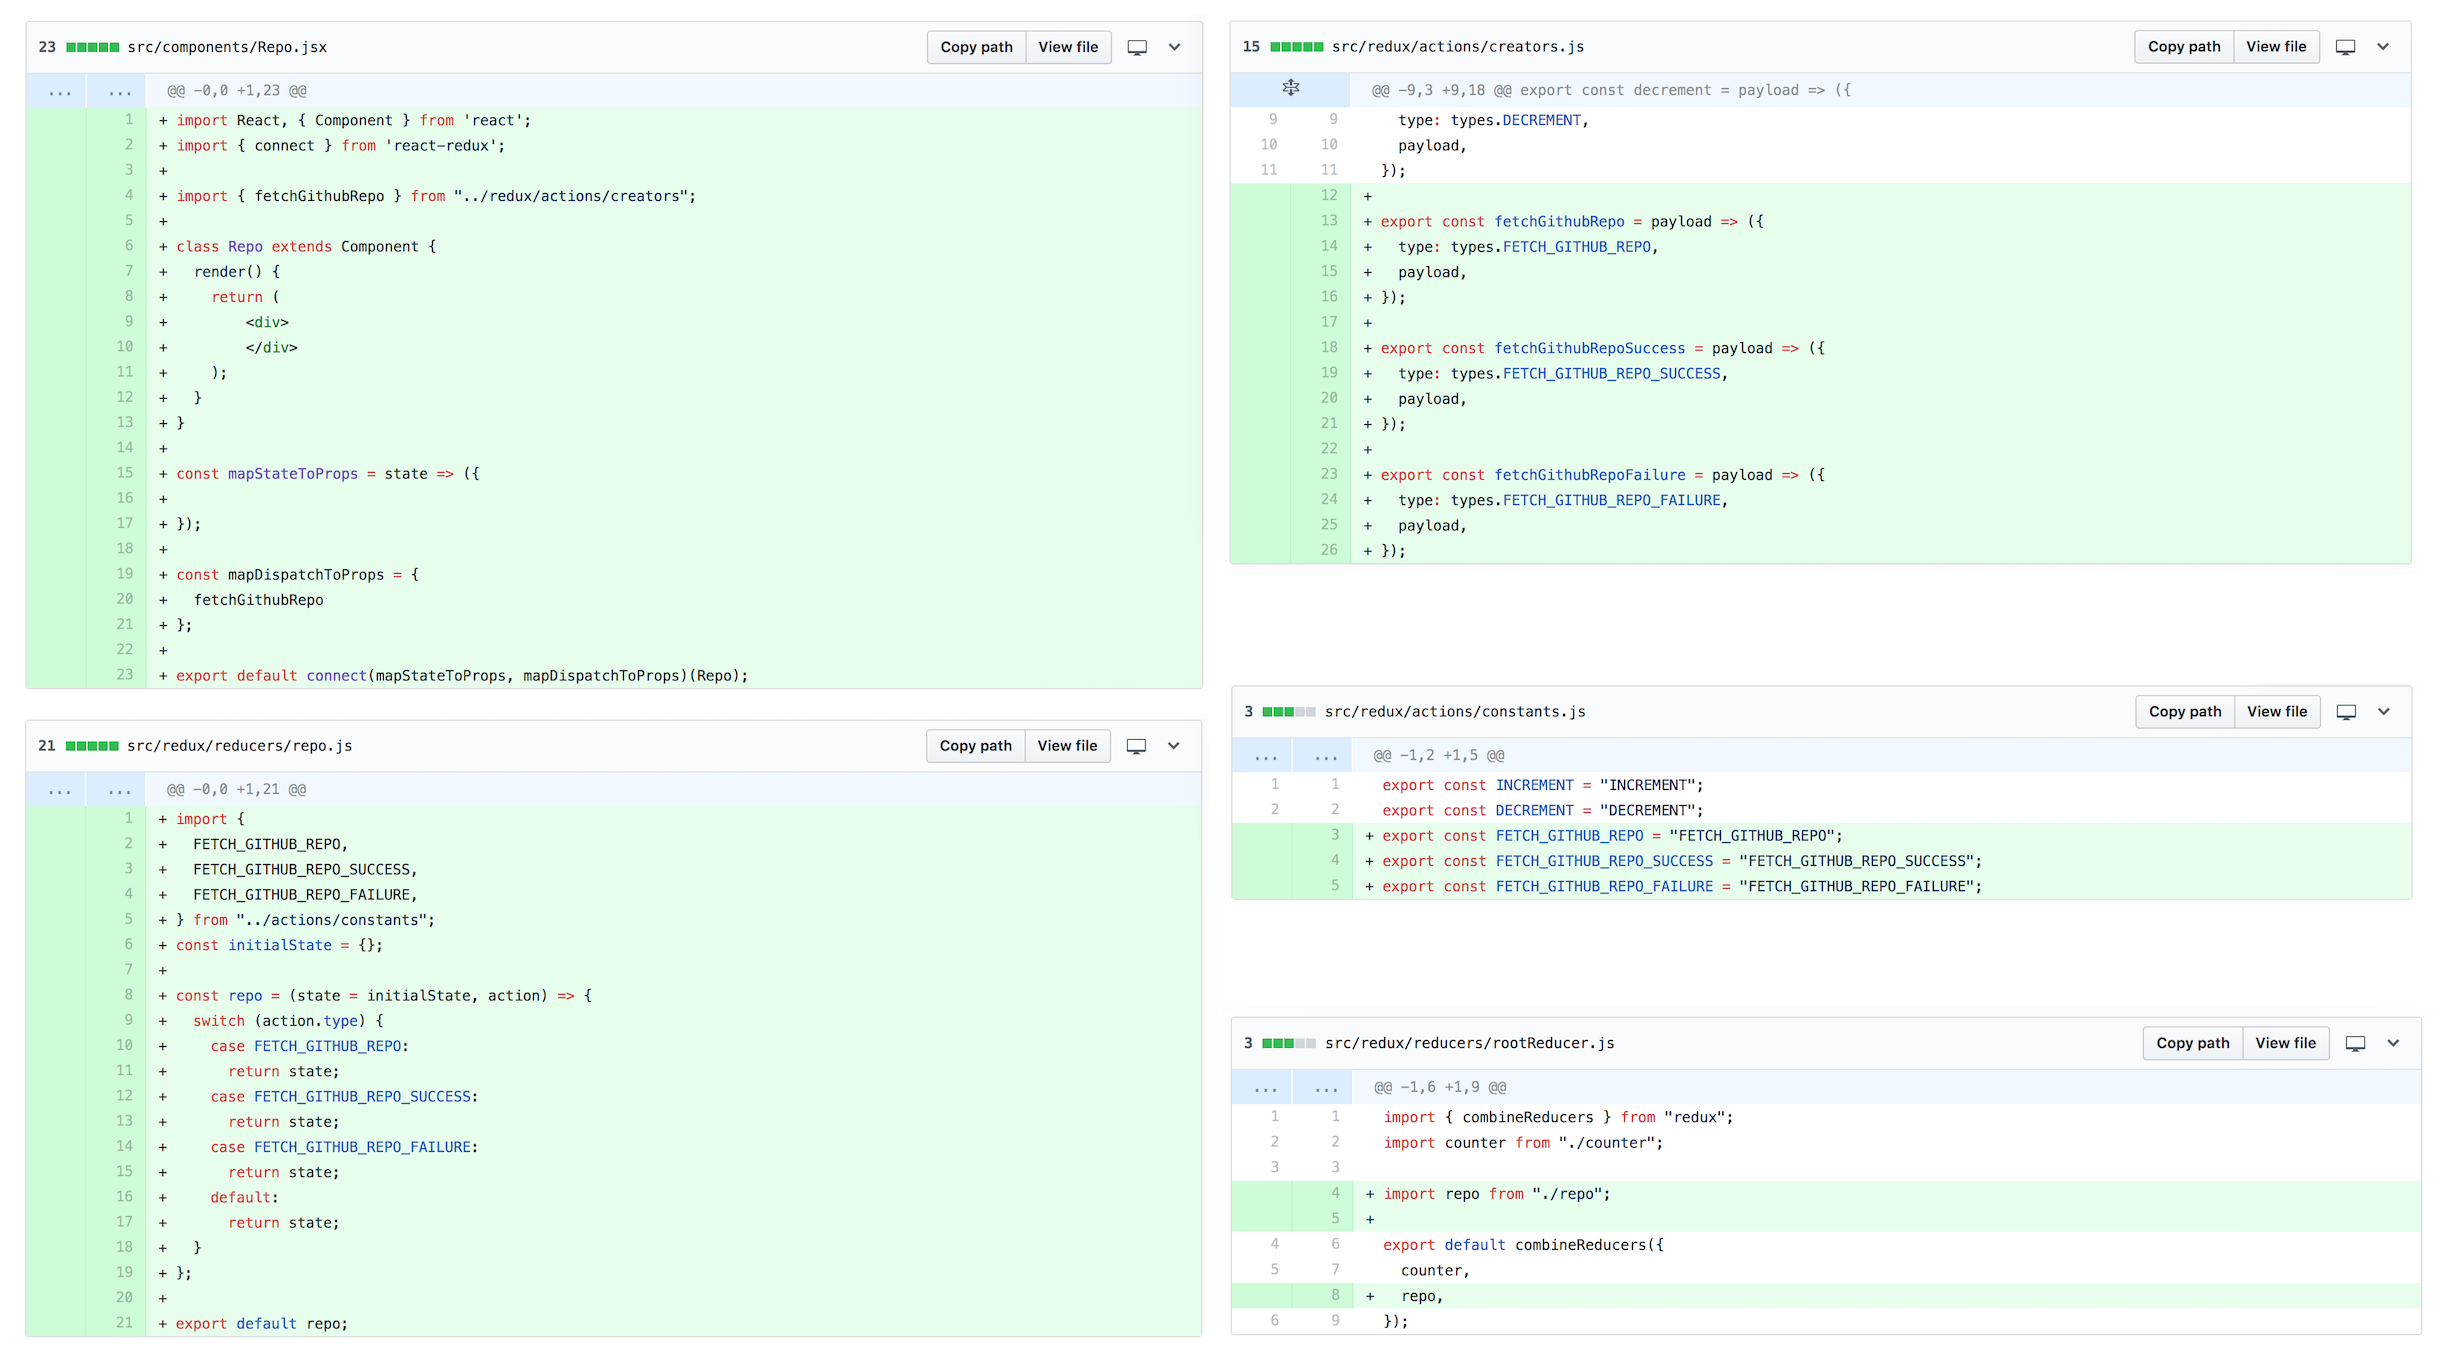 23 src/components/Repo.jsx Copy path View file
... ... @@ -0,0 +1,23 @@
1 + import React, { Component } from 'react';
2 + import { connect } from 'react-redux';
3 +
4 + import { fetchGithubRepo } from "../redux/actions/creators";
5 +
6 + class Repo extends Component {
7 +   render() {
8 +     return (
9 +         <div>
10 +         </div>
11 +     );
12 +   }
13 + }
14 +
15 + const mapStateToProps = state => ({
16 +
17 + });
18 +
19 + const mapDispatchToProps = {
20 +   fetchGithubRepo
21 + };
22 +
23 + export default connect(mapStateToProps, mapDispatchToProps)(Repo);
21 src/redux/reducers/repo.js Copy path View file
... ... @@ -0,0 +1,21 @@
1 + import {
2 +   FETCH_GITHUB_REPO,
3 +   FETCH_GITHUB_REPO_SUCCESS,
4 +   FETCH_GITHUB_REPO_FAILURE,
5 + } from "../actions/constants";
6 + const initialState = {};
7 +
8 + const repo = (state = initialState, action) => {
9 +   switch (action.type) {
10 +     case FETCH_GITHUB_REPO:
11 +       return state;
12 +     case FETCH_GITHUB_REPO_SUCCESS:
13 +       return state;
14 +     case FETCH_GITHUB_REPO_FAILURE:
15 +       return state;
16 +     default:
17 +       return state;
18 +   }
19 + };
20 +
21 + export default repo;
15 src/redux/actions/creators.js Copy path View file
@@ -9,3 +9,18 @@ export const decrement = payload => ({
9 9   type: types.DECREMENT,
10 10   payload,
11 11 });
12 +
13 + export const fetchGithubRepo = payload => ({
14 +   type: types.FETCH_GITHUB_REPO,
15 +   payload,
16 + });
17 +
18 + export const fetchGithubRepoSuccess = payload => ({
19 +   type: types.FETCH_GITHUB_REPO_SUCCESS,
20 +   payload,
21 + });
22 +
23 + export const fetchGithubRepoFailure = payload => ({
24 +   type: types.FETCH_GITHUB_REPO_FAILURE,
25 +   payload,
26 + });
3 src/redux/actions/constants.js Copy path View file
... ... @@ -1,2 +1,5 @@
1 1 export const INCREMENT = "INCREMENT";
2 2 export const DECREMENT = "DECREMENT";
3 + export const FETCH_GITHUB_REPO = "FETCH_GITHUB_REPO";
4 + export const FETCH_GITHUB_REPO_SUCCESS = "FETCH_GITHUB_REPO_SUCCESS";
5 + export const FETCH_GITHUB_REPO_FAILURE = "FETCH_GITHUB_REPO_FAILURE";
3 src/redux/reducers/rootReducer.js Copy path View file
... ... @@ -1,6 +1,9 @@
1 1 import { combineReducers } from "redux";
2 2 import counter from "./counter";
3 3
4 + import repo from "./repo";
5 +
4 6 export default combineReducers({
5 7   counter,
8 +   repo,
6 9 });